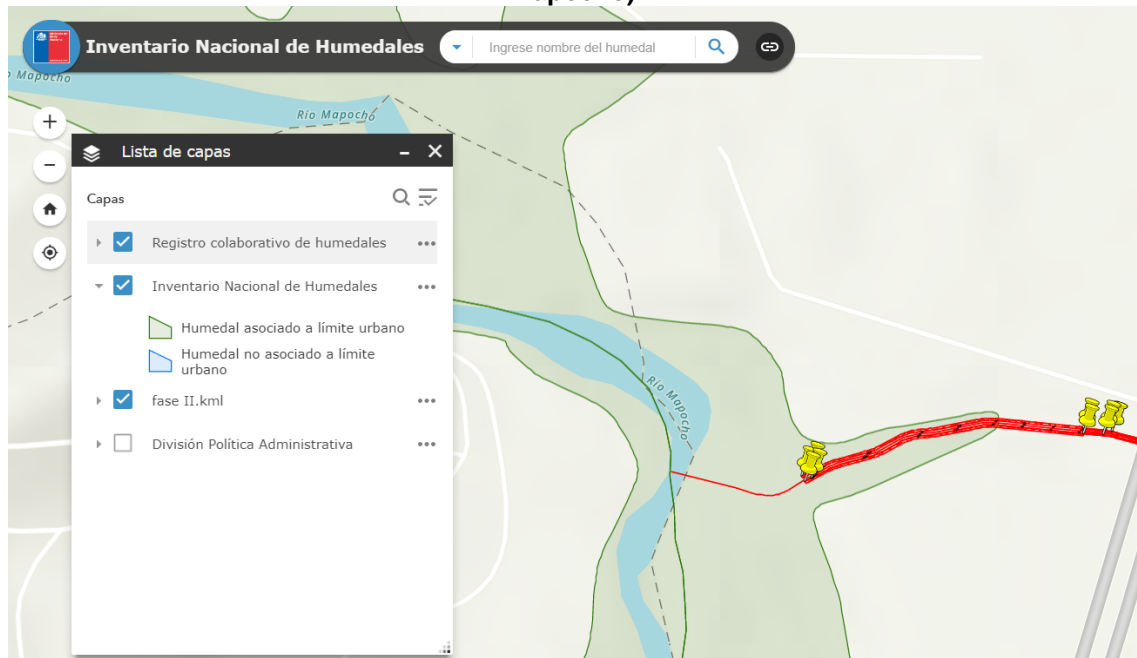 Inventario Nacional de Humedales
Ingrese nombre del humedal
Mapocho
Río Mapocho
Lista de capas
Capas
Registro colaborativo de humedales
Inventario Nacional de Humedales
Humedal asociado a límite urbano
Humedal no asociado a límite
urbano
fase II.kml
División Política Administrativa
Río Mapocho